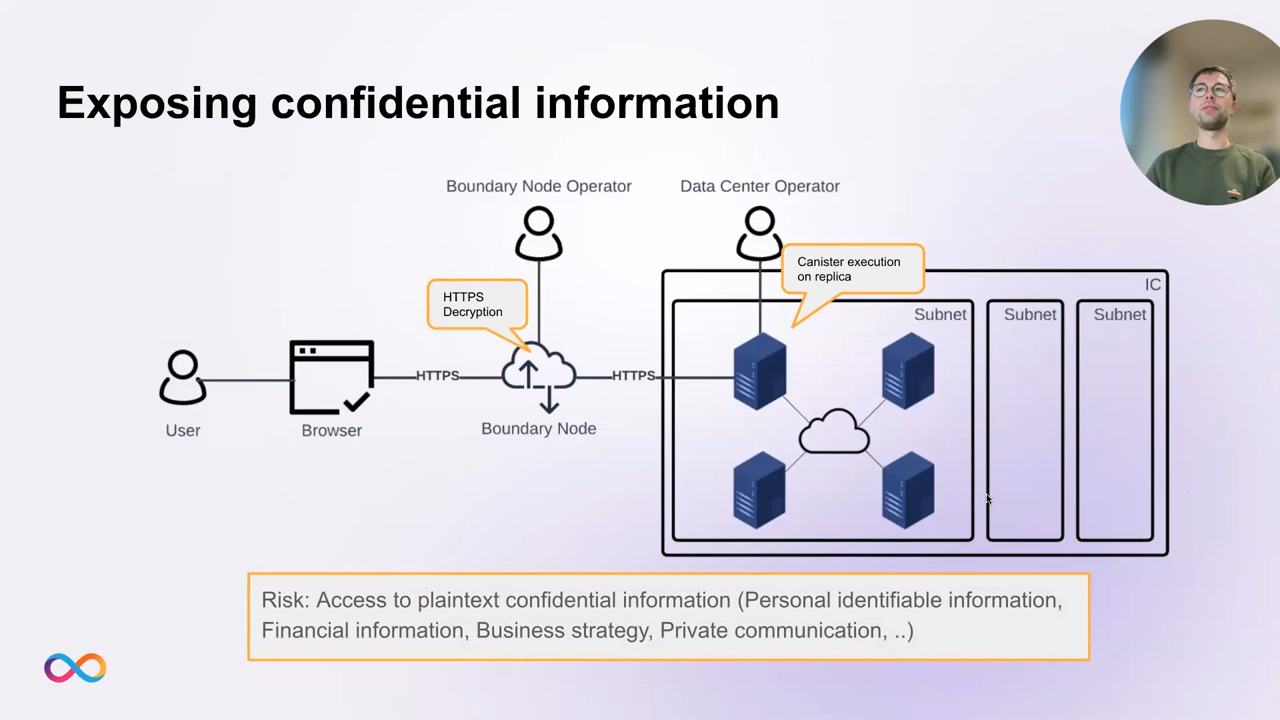 Exposing confidential information
Boundary Node Operator
Data Center Operator
Canister execution
on replica
IC
HTTPS
Decryption
Subnet
Subnet
Subnet
HTTPS
HTTPS
User
Browser
Boundary Node
Risk: Access to plaintext confidential information (Personal identifiable information,
Financial information, Business strategy, Private communication, ..)